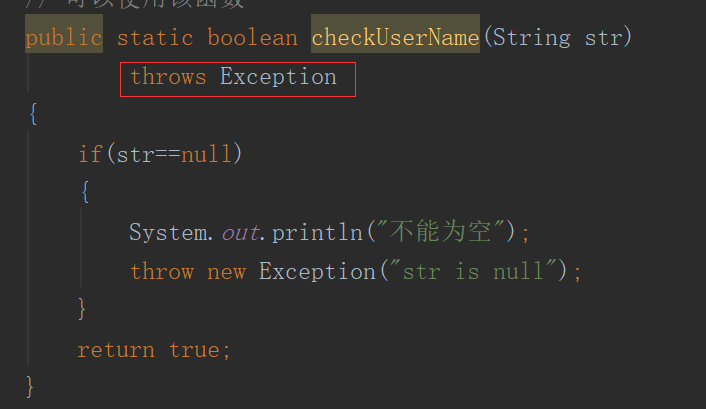 // 可以使用该函数
public static boolean checkUserName(String str)
throws Exception
{
if(str==null)
{
System.out.println("不能为空");
throw new Exception("str is null");
}
return true;
}